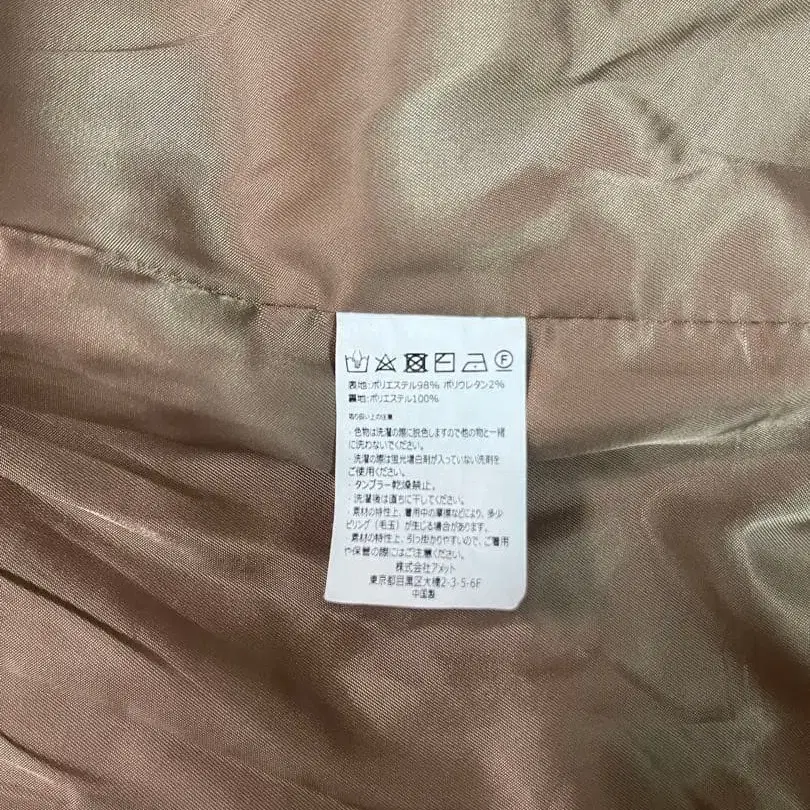 F
表地:ポリエステル98% ポリウレタン2%
裏地:ポリエステル100%
取り扱い上の注意
・色物は洗濯の際に脱色しますので他の物と一緒
に洗わないでください。
・洗濯の際は蛍光増白剤が入っていない洗剤を
ご使用ください。
・タンブラー乾燥禁止。
・洗濯後は直ちに干してください。
・素材の特性上、着用中の摩擦などにより、多少
ピリング（毛玉）が生じる場合があります。
・素材の特性上、引っ掛かりやすいので、ご着用
や保管の際にはご注意ください。
株式会社アメット
東京都目黒区大橋2-3-5-6F
中国製